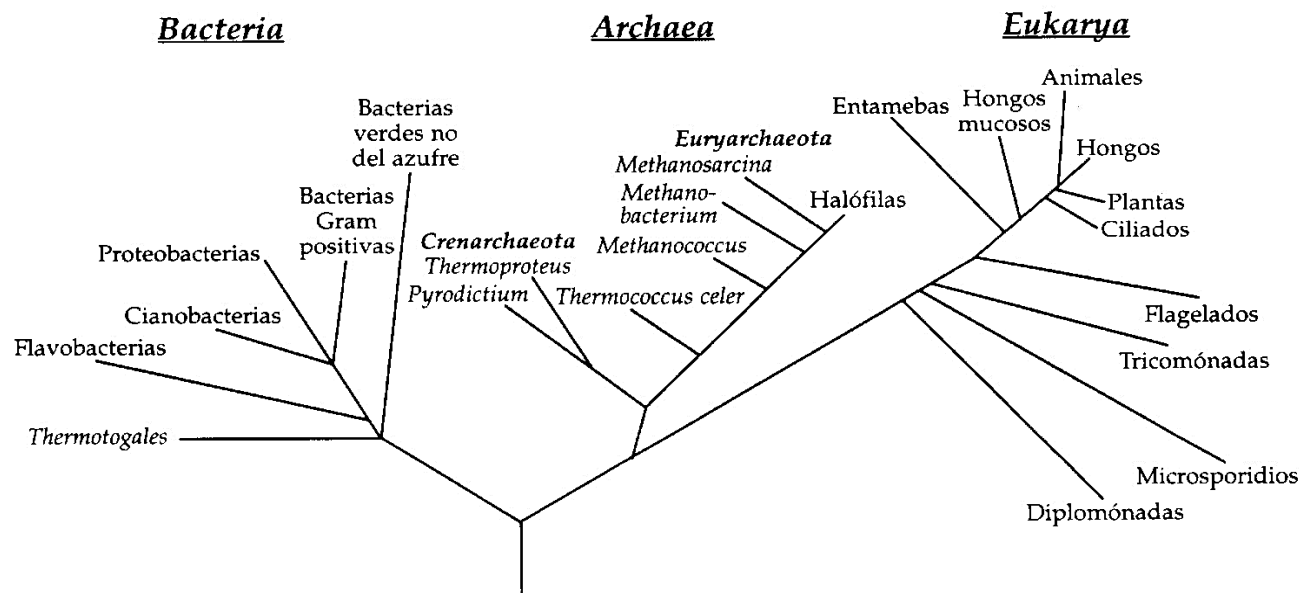 Bacteria
Archaea
Eukarya
Bacterias
verdes no
del azufre
Bacterias
Gram
positivas
Proteobacterias
Cianobacterias
Flavobacterias
Thermotogales
Crenarchaeota
Thermoproteus
Pyrodictium
Euryarchaeota
Methanosarcina
Methano-
bacterium
Methanococcus
Thermococcus celer
Halófilas
Entamebas
Hongos
mucosos
Animales
Hongos
Plantas
Ciliados
Flagelados
Tricomónadas
Microsporidios
Diplomónadas